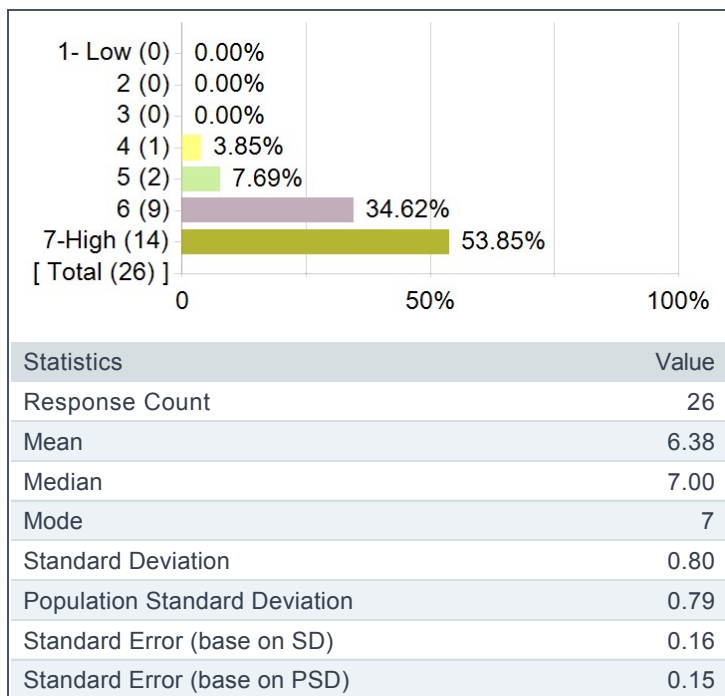 1- Low (0) 0.00%
2 (0) 0.00%
3 (0) 0.00%
4 (1) 3.85%
5 (2) 7.69%
6 (9) 34.62%
7-High (14) 53.85%
[ Total (26) ]
0 50% 100%
Statistics Value
Response Count 26
Mean 6.38
Median 7.00
Mode 7
Standard Deviation 0.80
Population Standard Deviation 0.79
Standard Error (base on SD) 0.16
Standard Error (base on PSD) 0.15